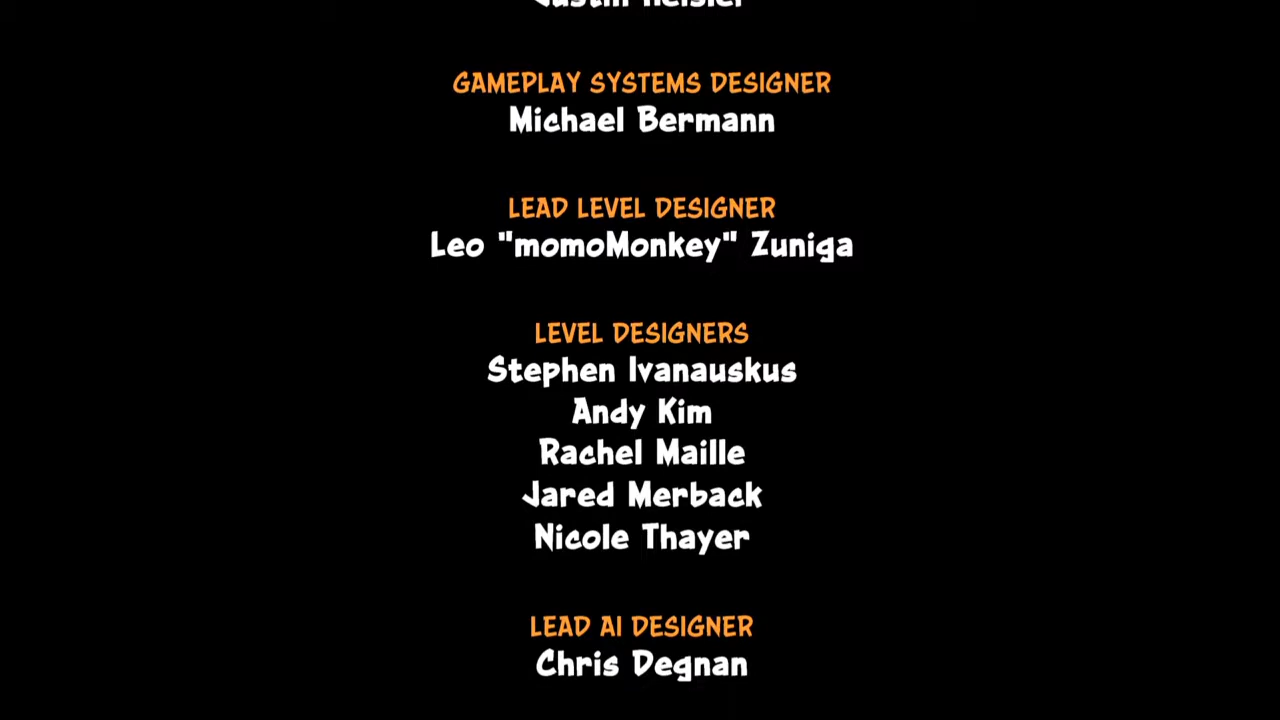 GAMEPLAY SYSTEMS DESIGNER
Michael Bermann
LEAD LEVEL DESIGNER
Leo "momoMonkey" Zuniga
LEVEL DESIGNERS
Stephen Ivanauskus
Andy Kim
Rachel Maille
Jared Merback
Nicole Thayer
LEAD AI DESIGNER
Chris Degnan